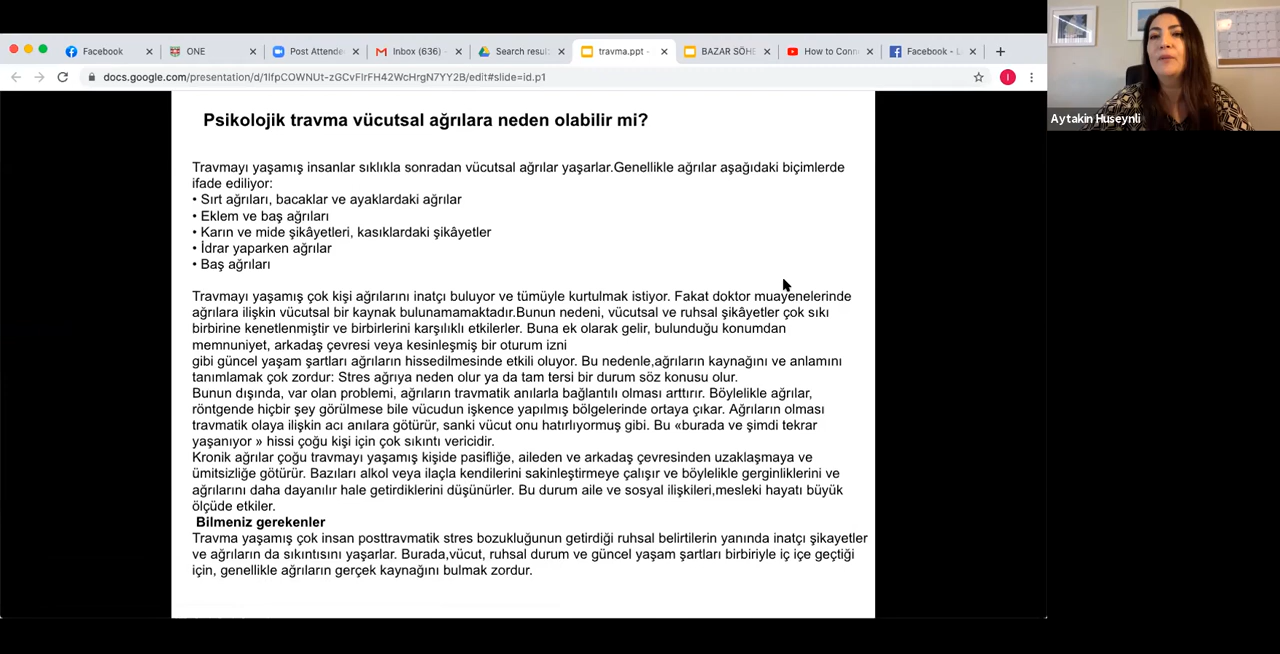 Facebook
ONE
Post Attende
Inbox (636) -
Search resul
travma.ppt -
BAZAR SÖHE
How to Conn
Facebook - L
docs.google.com/presentation/d/1lfpCOWNUt-zGCvFlrFH42WcHrgN7YY2B/edit#slide=id.p1
I
Aytakin Huseynli
Psikolojik travma vücutsal ağrılara neden olabilir mi?
Travmayı yaşamış insanlar sıklıkla sonradan vücutsal ağrılar yaşarlar.Genellikle ağrılar aşağıdaki biçimlerde
ifade ediliyor:
• Sırt ağrıları, bacaklar ve ayaklardaki ağrılar
• Eklem ve baş ağrıları
• Karın ve mide şikâyetleri, kasıklardaki şikâyetler
• İdrar yaparken ağrılar
• Baş ağrıları
Travmayı yaşamış çok kişi ağrılarını inatçı buluyor ve tümüyle kurtulmak istiyor. Fakat doktor muayenelerinde
ağrılara ilişkin vücutsal bir kaynak bulunamamaktadır.Bunun nedeni, vücutsal ve ruhsal şikâyetler çok sıkı
birbirine kenetlenmiştir ve birbirlerini karşılıklı etkilerler. Buna ek olarak gelir, bulunduğu konumdan
memnuniyet, arkadaş çevresi veya kesinleşmiş bir oturum izni
gibi güncel yaşam şartları ağrıların hissedilmesinde etkili oluyor. Bu nedenle,ağrıların kaynağını ve anlamını
tanımlamak çok zordur: Stres ağrıya neden olur ya da tam tersi bir durum söz konusu olur.
Bunun dışında, var olan problemi, ağrıların travmatik anılarla bağlantılı olması arttırır. Böylelikle ağrılar,
röntgende hiçbir şey görülmese bile vücudun işkence yapılmış bölgelerinde ortaya çıkar. Ağrıların olması
travmatik olaya ilişkin acı anılara götürür, sanki vücut onu hatırlıyormuş gibi. Bu «burada ve şimdi tekrar
yaşanıyor » hissi çoğu kişi için çok sıkıntı vericidir.
Kronik ağrılar çoğu travmayı yaşamış kişide pasifliğe, aileden ve arkadaş çevresinden uzaklaşmaya ve
ümitsizliğe götürür. Bazıları alkol veya ilaçla kendilerini sakinleştirmeye çalışır ve böylelikle gerginliklerini ve
ağrılarını daha dayanılır hale getirdiklerini düşünürler. Bu durum aile ve sosyal ilişkileri,mesleki hayatı büyük
ölçüde etkiler.
Bilmeniz gerekenler
Travma yaşamış çok insan posttravmatik stres bozukluğunun getirdiği ruhsal belirtilerin yanında inatçı şikayetler
ve ağrıların da sıkıntısını yaşarlar. Burada,vücut, ruhsal durum ve güncel yaşam şartları birbiriyle iç içe geçtiği
için, genellikle ağrıların gerçek kaynağını bulmak zordur.